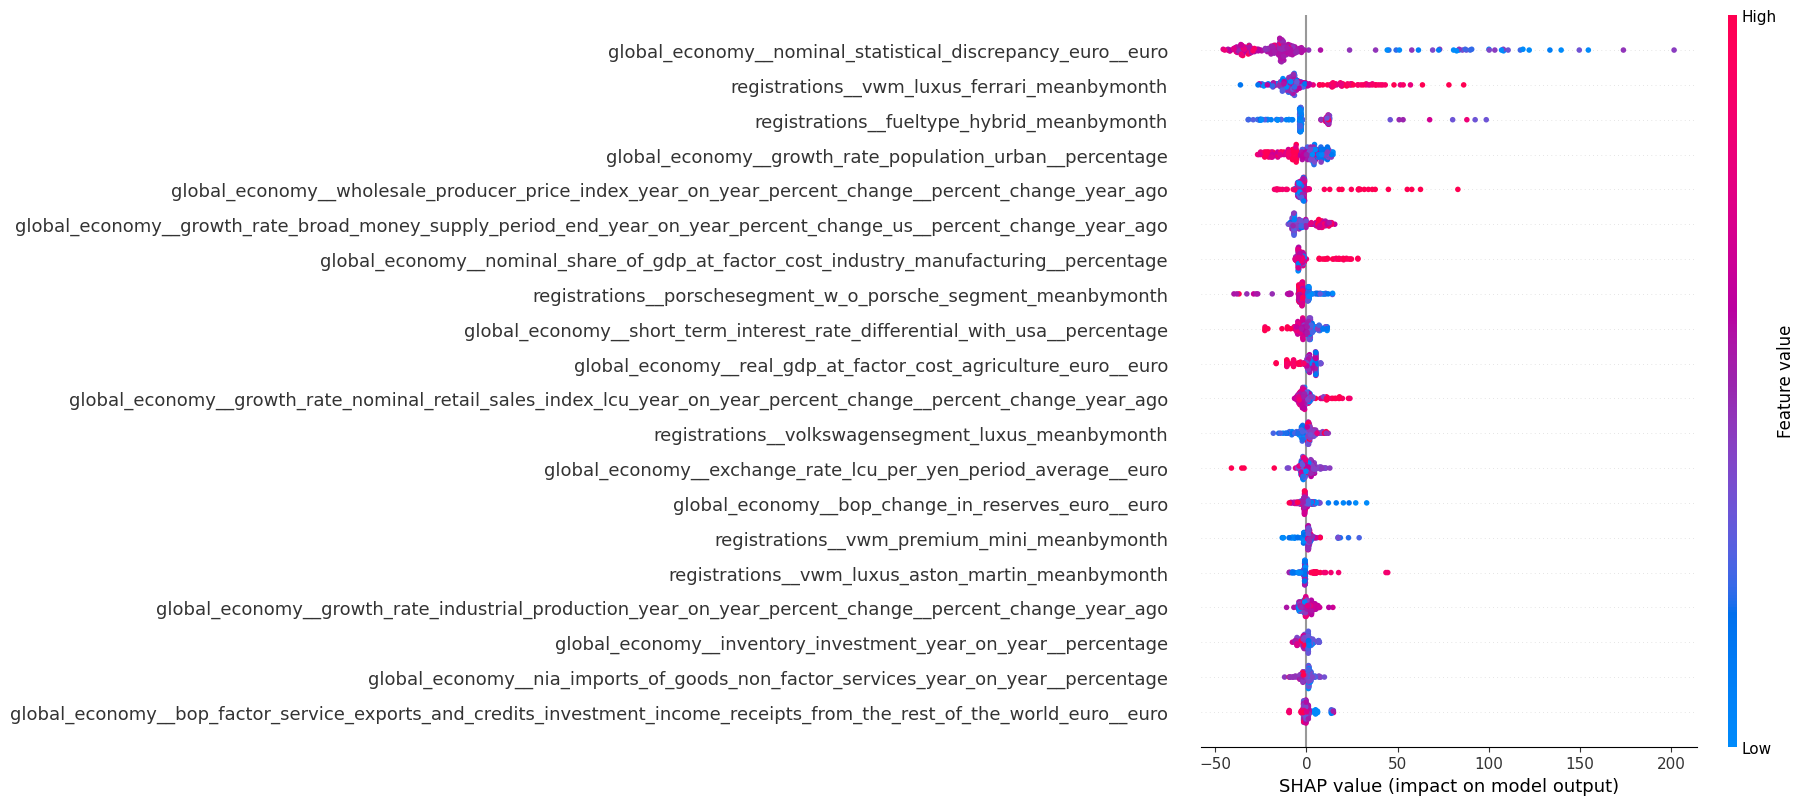 High
global_economy__nominal_statistical_discrepancy_euro__euro
registrations__vwm_luxus_ferrari_meanbymonth
registrations__fueltype_hybrid_meanbymonth
global_economy__growth_rate_population_urban__percentage
global_economy__wholesale_producer_price_index_year_on_year_percent_change__percent_change_year_ago
global_economy__growth_rate_broad_money_supply_period_end_year_on_year_percent_change_us__percent_change_year_ago
global_economy__nominal_share_of_gdp_at_factor_cost_industry_manufacturing__percentage
registrations__porschesegment_w_o_porsche_segment_meanbymonth
global_economy__short_term_interest_rate_differential_with_usa__percentage
global_economy__real_gdp_at_factor_cost_agriculture_euro__euro
global_economy__growth_rate_nominal_retail_sales_index_lcu_year_on_year_percent_change__percent_change_year_ago
registrations__volkswagensegment_luxus_meanbymonth
global_economy__exchange_rate_lcu_per_yen_period_average__euro
global_economy__bop_change_in_reserves_euro__euro
registrations__vwm_premium_mini_meanbymonth
registrations__vwm_luxus_aston_martin_meanbymonth
global_economy__growth_rate_industrial_production_year_on_year_percent_change__percent_change_year_ago
global_economy__inventory_investment_year_on_year__percentage
global_economy__nia_imports_of_goods_non_factor_services_year_on_year__percentage
global_economy__bop_factor_service_exports_and_credits_investment_income_receipts_from_the_rest_of_the_world_euro__euro
Feature value
Low
−50 0 50 100 150 200
SHAP value (impact on model output)